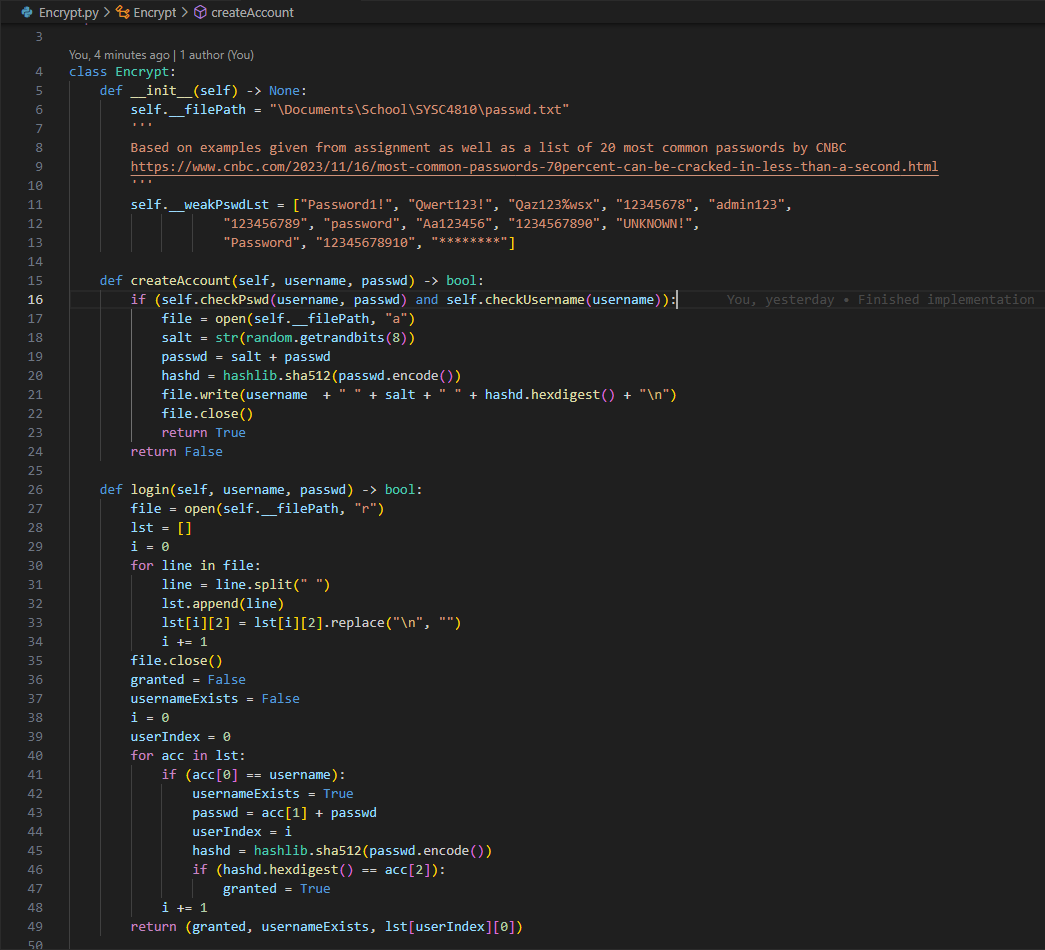 Encrypt.py > Encrypt > createAccount
3
You, 4 minutes ago | 1 author (You)
4 class Encrypt:
5     def __init__(self) -> None:
6         self.__filePath = "\Documents\School\SYSC4810\passwd.txt"
7         '''
8         Based on examples given from assignment as well as a list of 20 most common passwords by CNBC
9         https://www.cnbc.com/2023/11/16/most-common-passwords-70percent-can-be-cracked-in-less-than-a-second.html
10         '''
11         self.__weakPswdLst = ["Password1!", "Qwert123!", "Qaz123%wsx", "12345678", "admin123",
12                     "123456789", "password", "Aa123456", "1234567890", "UNKNOWN!",
13                     "Password", "12345678910", "********"]
14
15     def createAccount(self, username, passwd) -> bool:
16         if (self.checkPswd(username, passwd) and self.checkUsername(username)):      You, yesterday • Finished implementation
17             file = open(self.__filePath, "a")
18             salt = str(random.getrandbits(8))
19             passwd = salt + passwd
20             hashd = hashlib.sha512(passwd.encode())
21             file.write(username  + " " + salt + " " + hashd.hexdigest() + "\n")
22             file.close()
23             return True
24         return False
25
26     def login(self, username, passwd) -> bool:
27         file = open(self.__filePath, "r")
28         lst = []
29         i = 0
30         for line in file:
31             line = line.split(" ")
32             lst.append(line)
33             lst[i][2] = lst[i][2].replace("\n", "")
34             i += 1
35         file.close()
36         granted = False
37         usernameExists = False
38         i = 0
39         userIndex = 0
40         for acc in lst:
41             if (acc[0] == username):
42                 usernameExists = True
43                 passwd = acc[1] + passwd
44                 userIndex = i
45                 hashd = hashlib.sha512(passwd.encode())
46                 if (hashd.hexdigest() == acc[2]):
47                     granted = True
48             i += 1
49         return (granted, usernameExists, lst[userIndex][0])
50